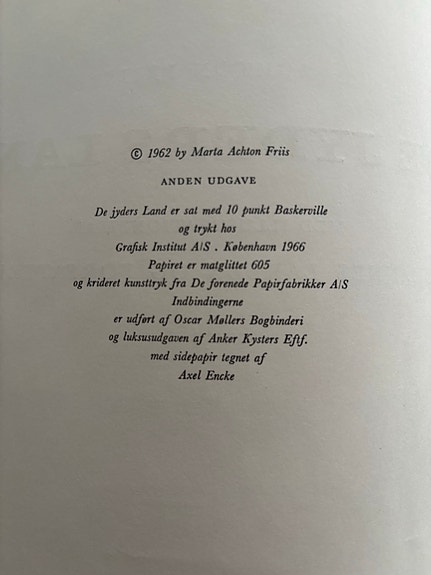 © 1962 by Marta Achton Friis
ANDEN UDGAVE
De jyders Land er sat med 10 punkt Baskerville
og trykt hos
Grafisk Institut A/S . København 1966
Papiret er matglittet 605
og krideret kunsttryk fra De forenede Papirfabrikker A/S
Indbindingerne
er udført af Oscar Møllers Bogbinderi
og luksusudgaven af Anker Kysters Eftf.
med sidepapir tegnet af
Axel Encke